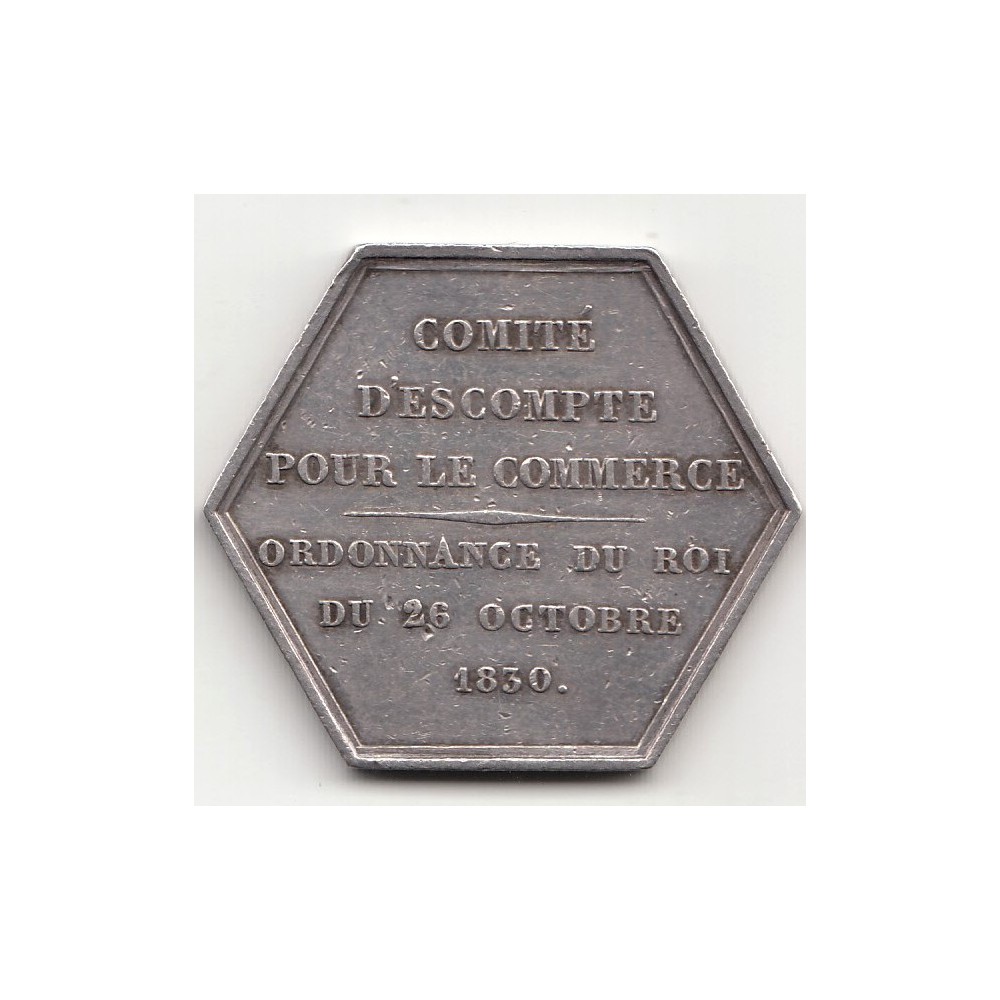 COMITÉ
D'ESCOMPTE
POUR LE COMMERCE
ORDONNANCE DU ROI
DU 26 OCTOBRE
1830.